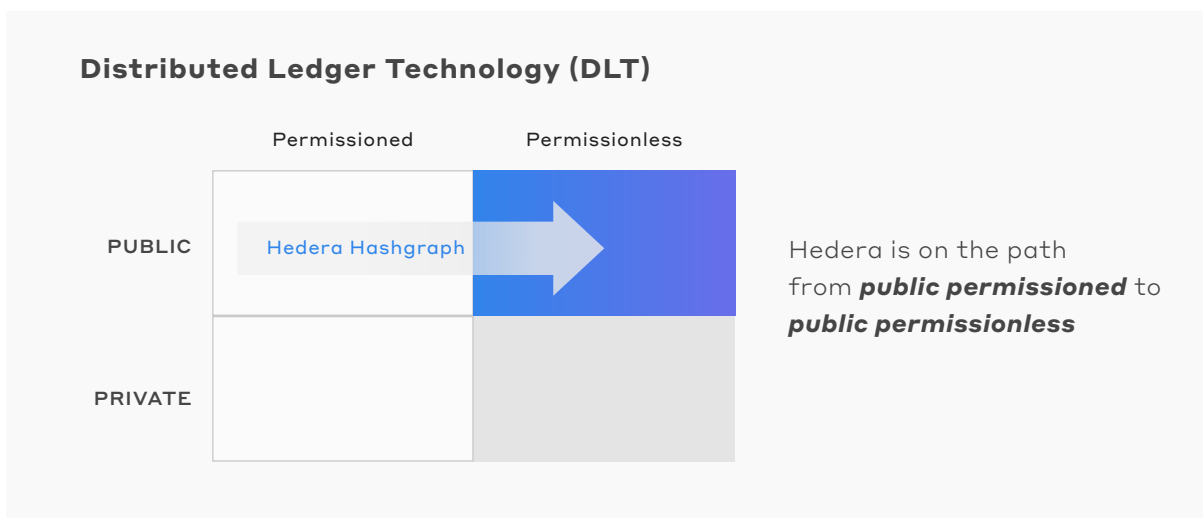 Distributed Ledger Technology (DLT)
Permissioned
Permissionless
PUBLIC
Hedera Hashgraph
Hedera is on the path
from public permissioned to
public permissionless
PRIVATE